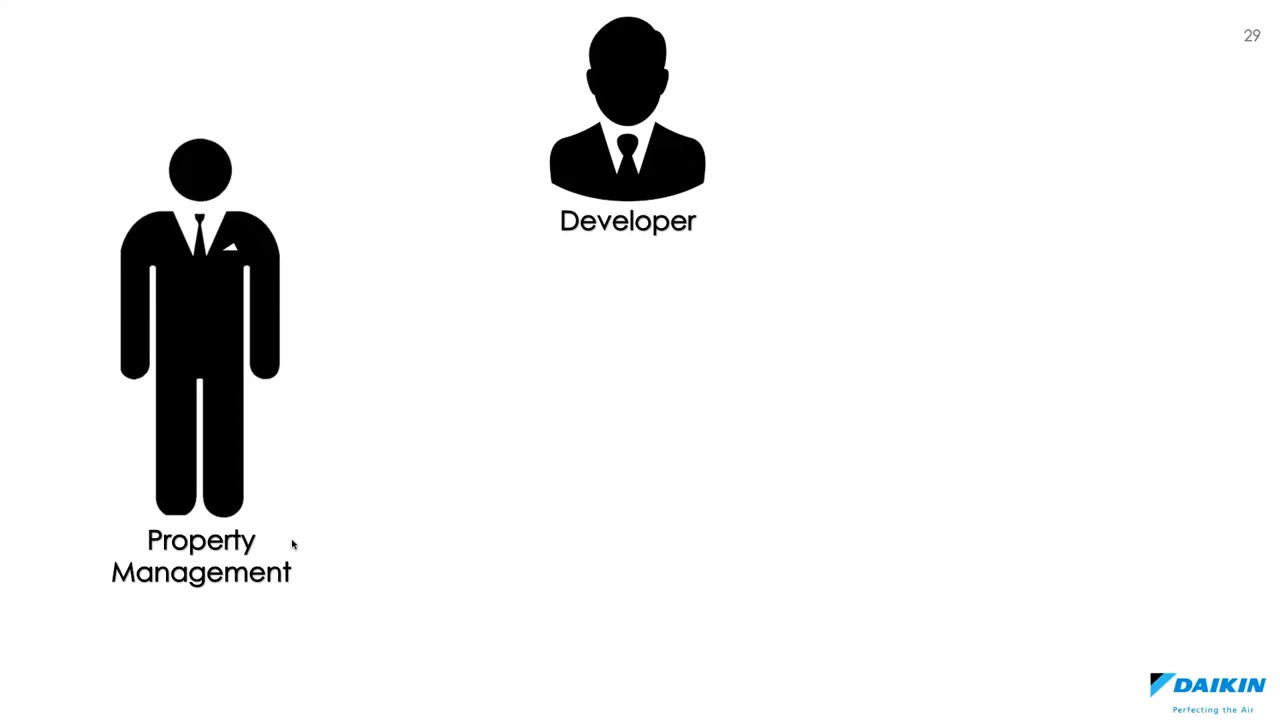 29
Developer
Property
Management
DAIKIN
Perfecting the Air